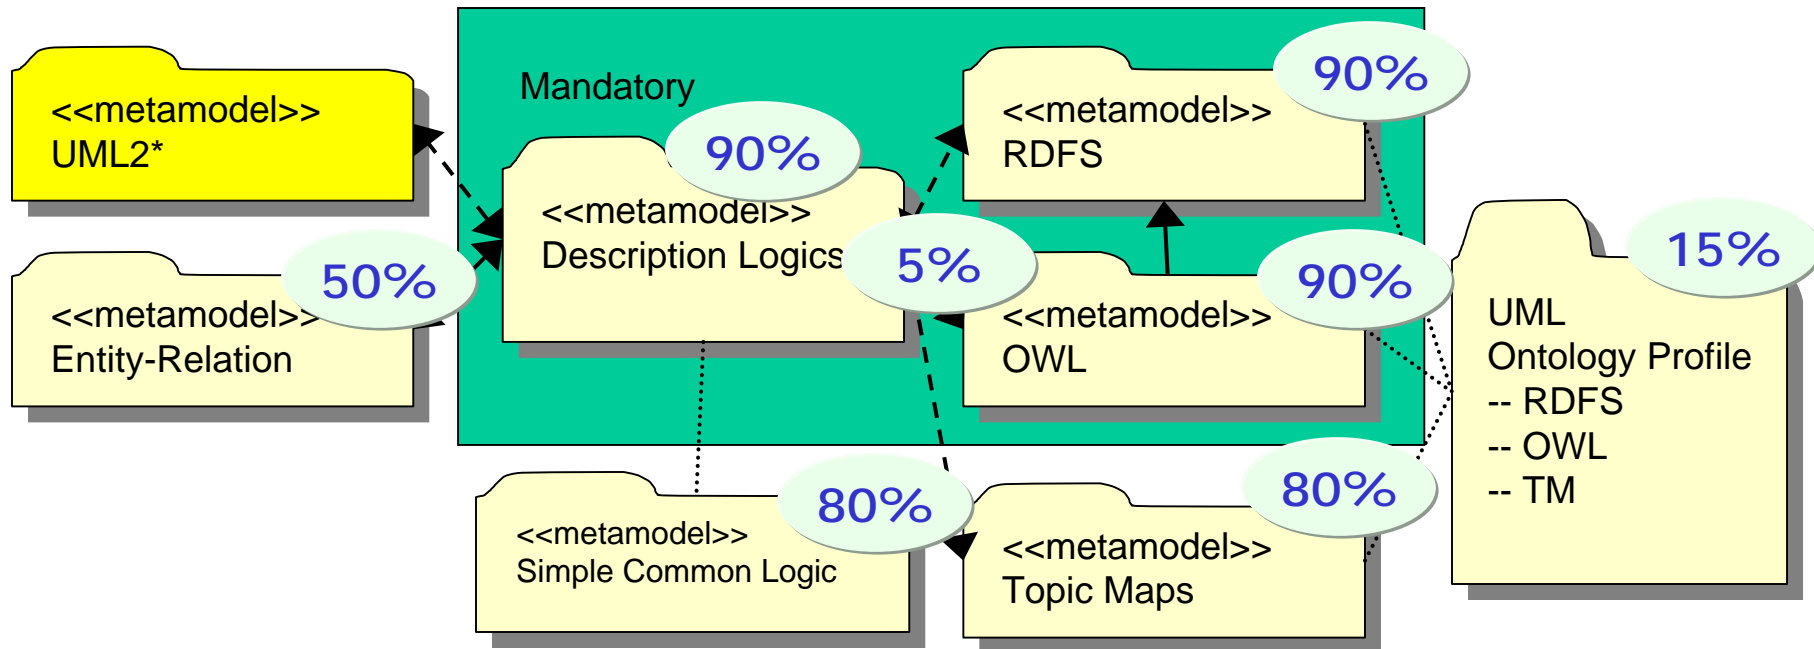 <<metamodel>>
UML2*
<<metamodel>>
Entity-Relation
50%
Mandatory
90%
<<metamodel>>
Description Logics
5%
90%
<<metamodel>>
RDFS
90%
<<metamodel>>
OWL
80%
<<metamodel>>
Simple Common Logic
80%
<<metamodel>>
Topic Maps
15%
UML
Ontology Profile
-- RDFS
-- OWL
-- TM